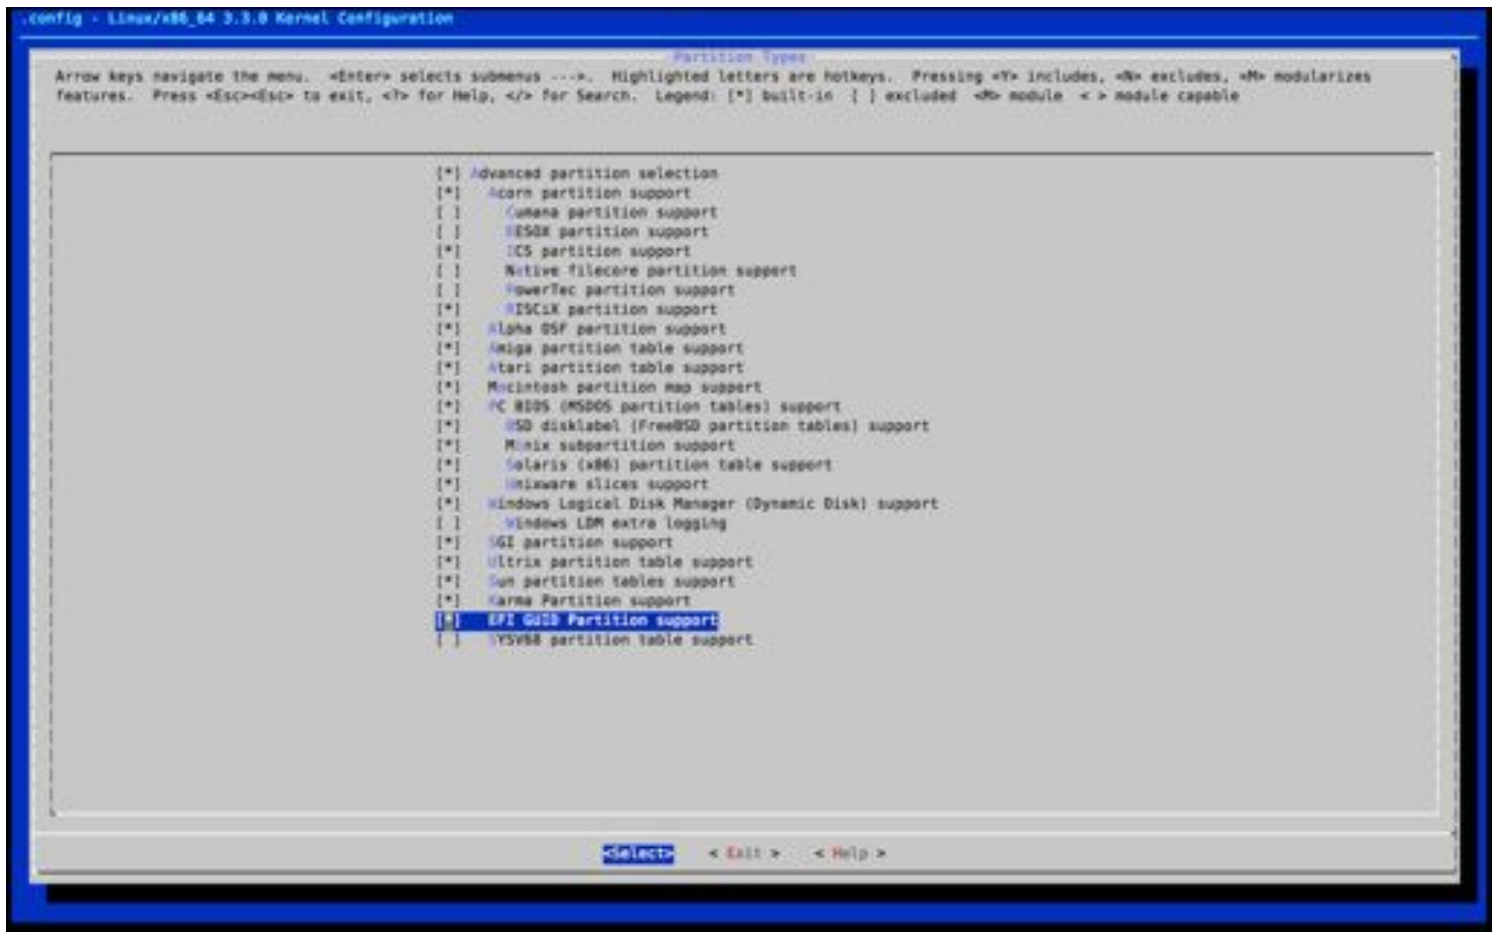 .config - Linux/x86_64 3.3.0 Kernel Configuration
Partition Types
Arrow keys navigate the menu.  <Enter> selects submenus --->.  Highlighted letters are hotkeys.  Pressing <Y> includes, <N> excludes, <M> modularizes
features.  Press <Esc><Esc> to exit, <?> for Help, </> for Search.  Legend: [*] built-in  [ ] excluded  <M> module  < > module capable
[*] Advanced partition selection
[*]   Acorn partition support
[ ]     Cumana partition support
[ ]     EESOX partition support
[*]     ICS partition support
[ ]     Native filecore partition support
[ ]     PowerTec partition support
[*]     RISCiX partition support
[*]   Alpha OSF partition support
[*]   Amiga partition table support
[*]   Atari partition table support
[*]   Macintosh partition map support
[*]   PC BIOS (MSDOS partition tables) support
[*]     BSD disklabel (FreeBSD partition tables) support
[*]     Minix subpartition support
[*]     Solaris (x86) partition table support
[*]     Unixware slices support
[*]   Windows Logical Disk Manager (Dynamic Disk) support
[ ]     Windows LDM extra logging
[*]   SGI partition support
[*]   Ultrix partition table support
[*]   Sun partition tables support
[*]   Karma Partition support
[*]   EFI GUID Partition support
[ ]   SYSV68 partition table support
<Select>    < Exit >    < Help >